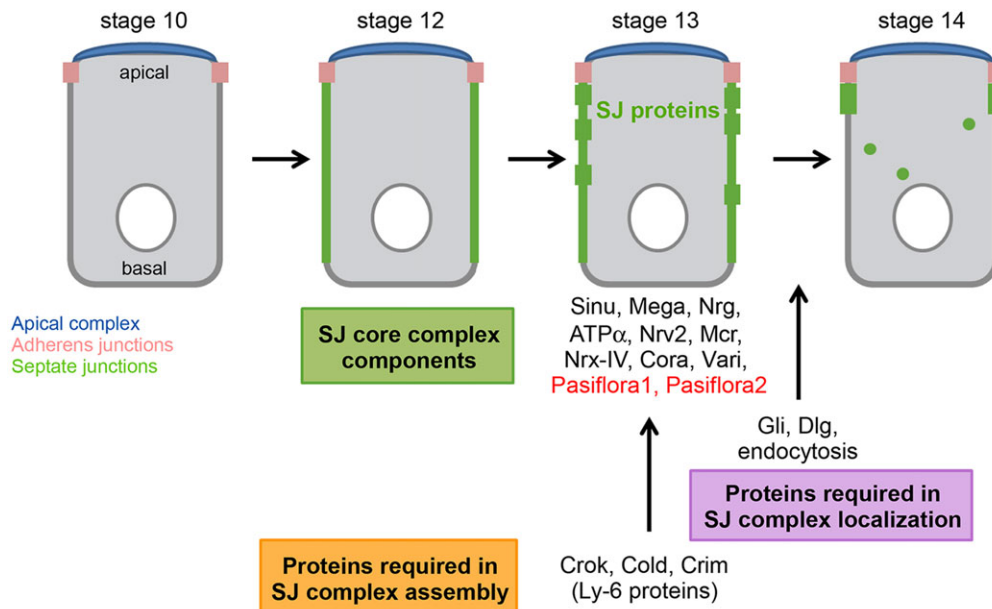 stage 10
stage 12
stage 13
stage 14
apical
SJ proteins
basal
Apical complex
Adherens junctions
Septate junctions
SJ core complex
components
Sinu, Mega, Nrg,
ATPα, Nrv2, Mcr,
Nrx-IV, Cora, Vari,
Pasiflora1, Pasiflora2
Gli, Dlg,
endocytosis
Proteins required in
SJ complex localization
Proteins required in
SJ complex assembly
Crok, Cold, Crim
(Ly-6 proteins)